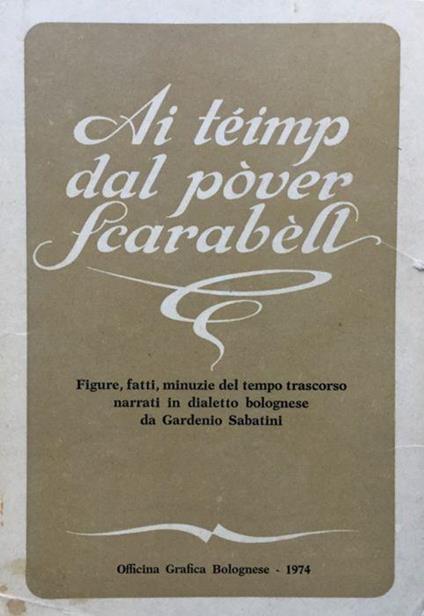 Ai téimp
dal pòver
Scarabèll
Figure, fatti, minuzie del tempo trascorso
narrati in dialetto bolognese
da Gardenio Sabatini
Officina Grafica Bolognese - 1974